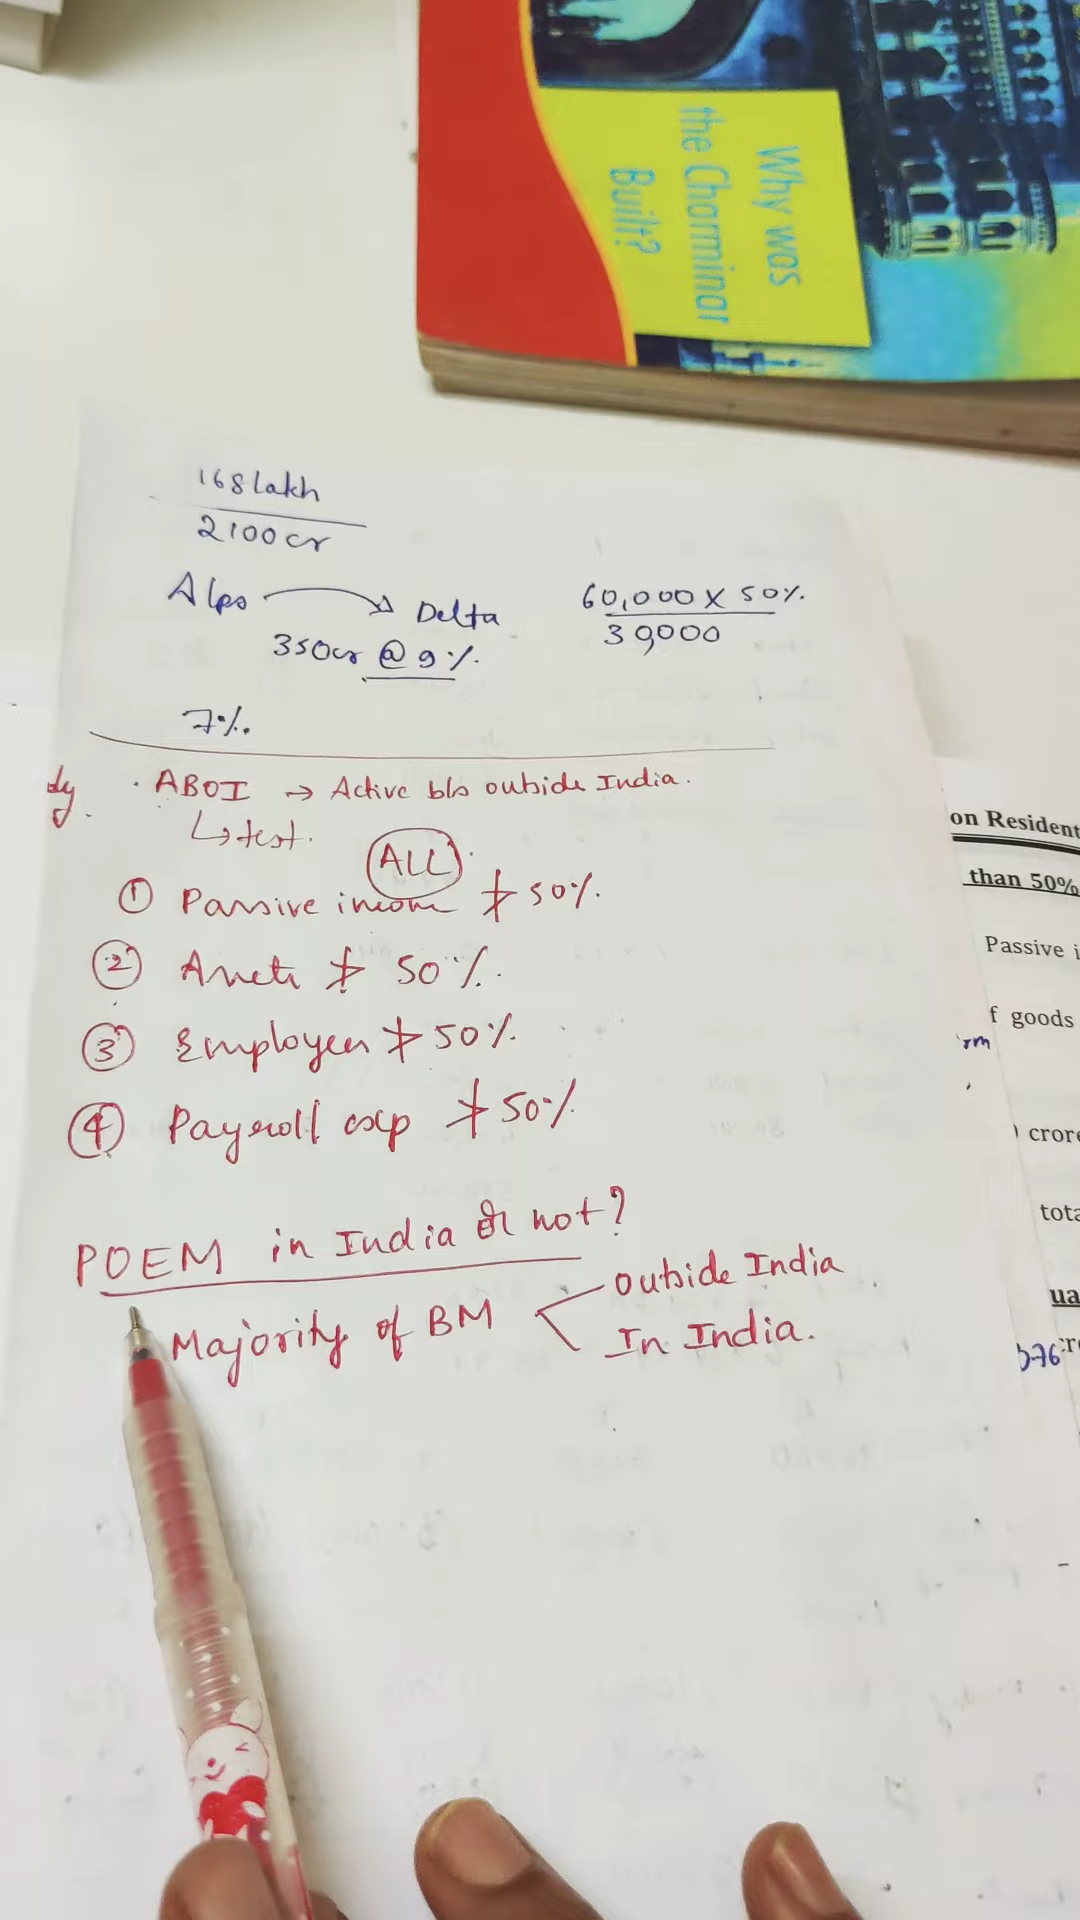 Why was
the Charminar
Built?
168 lakh
2100 cr
Alps → Delta
350cr @ 9%.
60,000 X 50%.
39000
7%.
dy.
· ABOI → Active b/s outside India.
↳ test.
ALL
① Passive income ≯ 50%.
② Assets ≯ 50%.
③ Employees ≯ 50%
④ Payroll exp ≯ 50%
POEM in India or not?
Majority of BM
Outside India
In India.
on Resident
than 50%
Passive i
f goods
crore
tota
ua